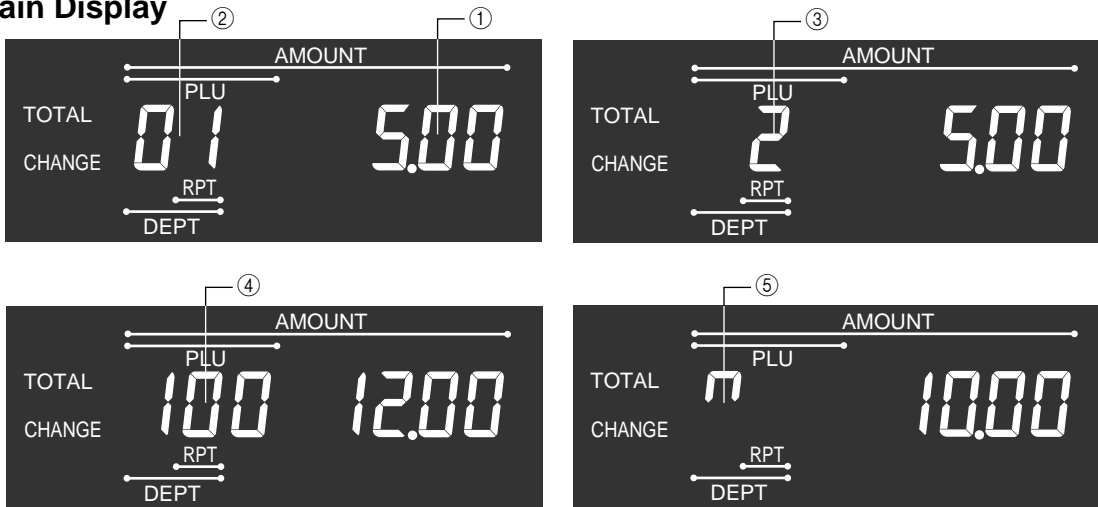 ain Display
② ① ③
AMOUNT AMOUNT
PLU PLU
TOTAL 01 5.00 TOTAL 2 5.00
CHANGE CHANGE
RPT RPT
DEPT DEPT
④ ⑤
AMOUNT AMOUNT
PLU PLU
TOTAL 100 12.00 TOTAL n 10.00
CHANGE CHANGE
RPT RPT
DEPT DEPT